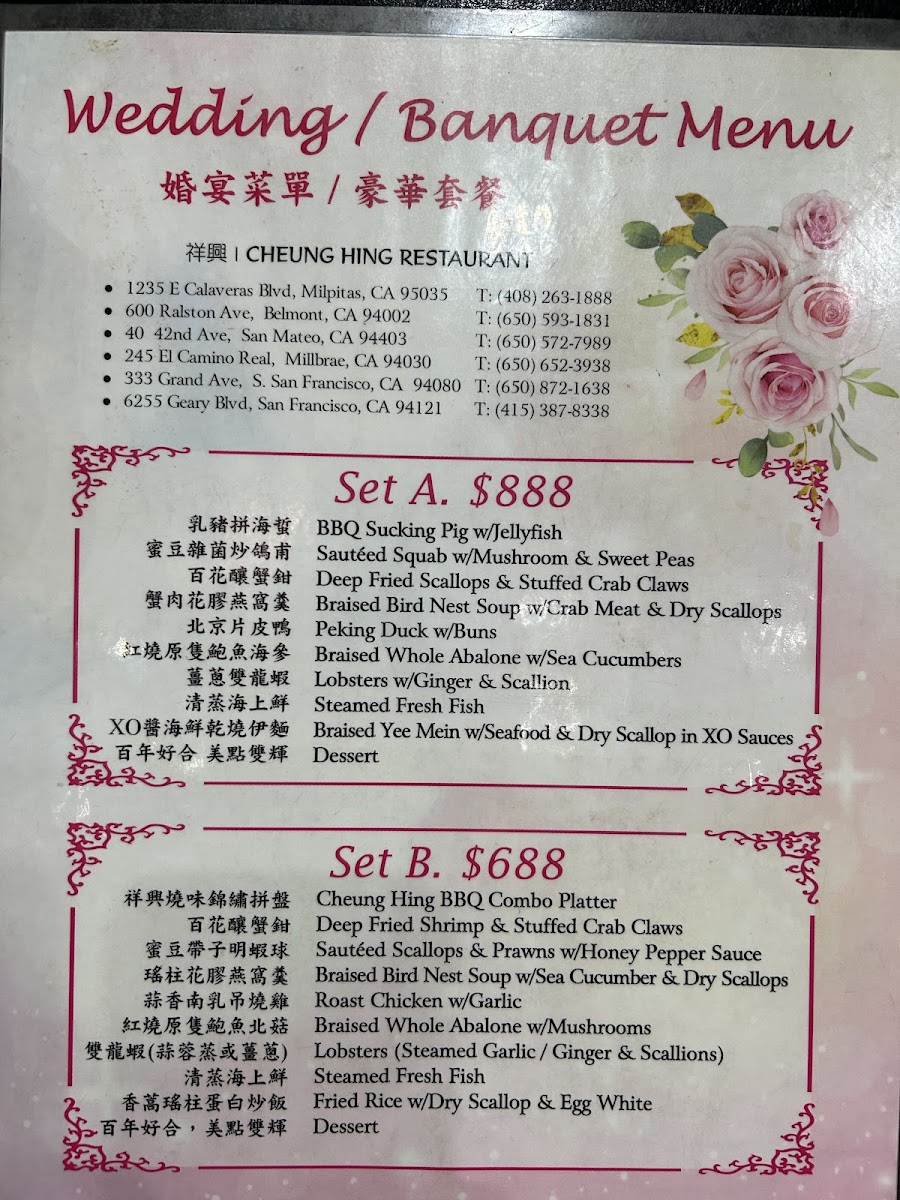 Wedding / Banquet Menu
婚宴菜單 / 豪華套餐
祥興 | CHEUNG HING RESTAURANT
• 1235 E Calaveras Blvd, Milpitas, CA 95035 T: (408) 263-1888
• 600 Ralston Ave, Belmont, CA 94002 T: (650) 593-1831
• 40 42nd Ave, San Mateo, CA 94403 T: (650) 572-7989
• 245 El Camino Real, Millbrae, CA 94030 T: (650) 652-3938
• 333 Grand Ave, S. San Francisco, CA 94080 T: (650) 872-1638
• 6255 Geary Blvd, San Francisco, CA 94121 T: (415) 387-8338
Set A. $888
乳豬拼海蜇 BBQ Sucking Pig w/Jellyfish
蜜豆雜菌炒鴿甫 Sautéed Squab w/Mushroom & Sweet Peas
百花釀蟹鉗 Deep Fried Scallops & Stuffed Crab Claws
蟹肉花膠燕窩羹 Braised Bird Nest Soup w/Crab Meat & Dry Scallops
北京片皮鴨 Peking Duck w/Buns
紅燒原隻鮑魚海參 Braised Whole Abalone w/Sea Cucumbers
薑蔥雙龍蝦 Lobsters w/Ginger & Scallion
清蒸海上鮮 Steamed Fresh Fish
XO醬海鮮乾燒伊麵 Braised Yee Mein w/Seafood & Dry Scallop in XO Sauces
百年好合 美點雙輝 Dessert
Set B. $688
祥興燒味錦繡拼盤 Cheung Hing BBQ Combo Platter
百花釀蟹鉗 Deep Fried Shrimp & Stuffed Crab Claws
蜜豆帶子明蝦球 Sautéed Scallops & Prawns w/Honey Pepper Sauce
瑤柱花膠燕窩羹 Braised Bird Nest Soup w/Sea Cucumber & Dry Scallops
蒜香南乳吊燒雞 Roast Chicken w/Garlic
紅燒原隻鮑魚北菇 Braised Whole Abalone w/Mushrooms
雙龍蝦(蒜蓉蒸或薑蔥) Lobsters (Steamed Garlic / Ginger & Scallions)
清蒸海上鮮 Steamed Fresh Fish
香萵瑤柱蛋白炒飯 Fried Rice w/Dry Scallop & Egg White
百年好合，美點雙輝 Dessert